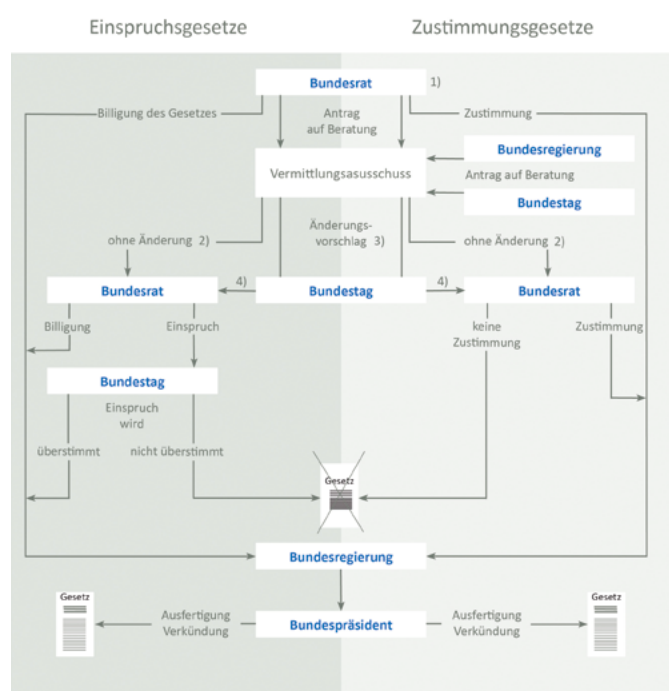 Einspruchsgesetze
Zustimmungsgesetze
Bundesrat
1)
Billigung des Gesetzes
Antrag
auf Beratung
Zustimmung
Bundesregierung
Vermittlungsasusschuss
Antrag auf Beratung
Bundestag
ohne Änderung 2)
Änderungs-
vorschlag 3)
ohne Änderung 2)
Bundesrat
4)
Bundestag
4)
Bundesrat
Billigung
Einspruch
keine
Zustimmung
Zustimmung
Bundestag
Einspruch
wird
überstimmt
nicht überstimmt
Gesetz
Bundesregierung
Gesetz
Ausfertigung
Verkündung
Bundespräsident
Ausfertigung
Verkündung
Gesetz